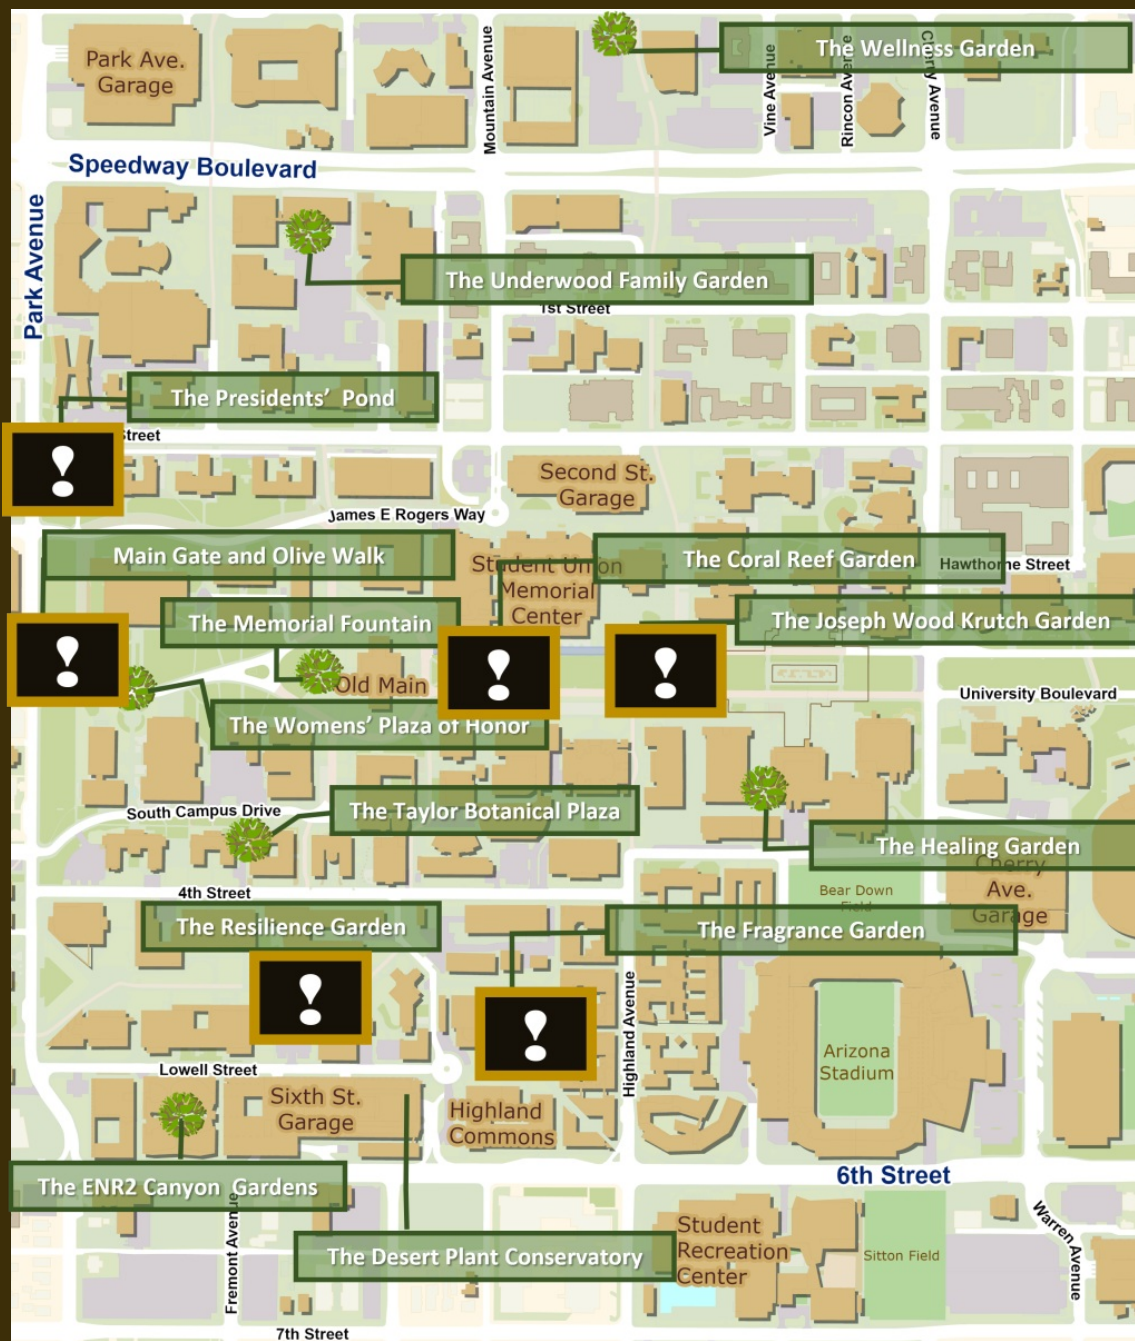 Park Ave.
Garage
Mountain Avenue
The Wellness Garden
Vine Avenue
Rincon Avenue
Cherry Avenue
Speedway Boulevard
Park Avenue
The Underwood Family Garden
1st Street
The Presidents' Pond
Street
!
Second St.
Garage
James E Rogers Way
Main Gate and Olive Walk
Student Union
Memorial
Center
The Coral Reef Garden
Hawthorne Street
The Memorial Fountain
The Joseph Wood Krutch Garden
!
!
!
Old Main
University Boulevard
The Womens' Plaza of Honor
South Campus Drive
The Taylor Botanical Plaza
The Healing Garden
Cherry
Ave.
Garage
4th Street
Bear Down
Field
The Resilience Garden
The Fragrance Garden
!
!
Highland Avenue
Arizona
Stadium
Lowell Street
Sixth St.
Garage
Highland
Commons
6th Street
The ENR2 Canyon Gardens
Fremont Avenue
The Desert Plant Conservatory
Student
Recreation
Center
Sitton Field
Warren Avenue
7th Street